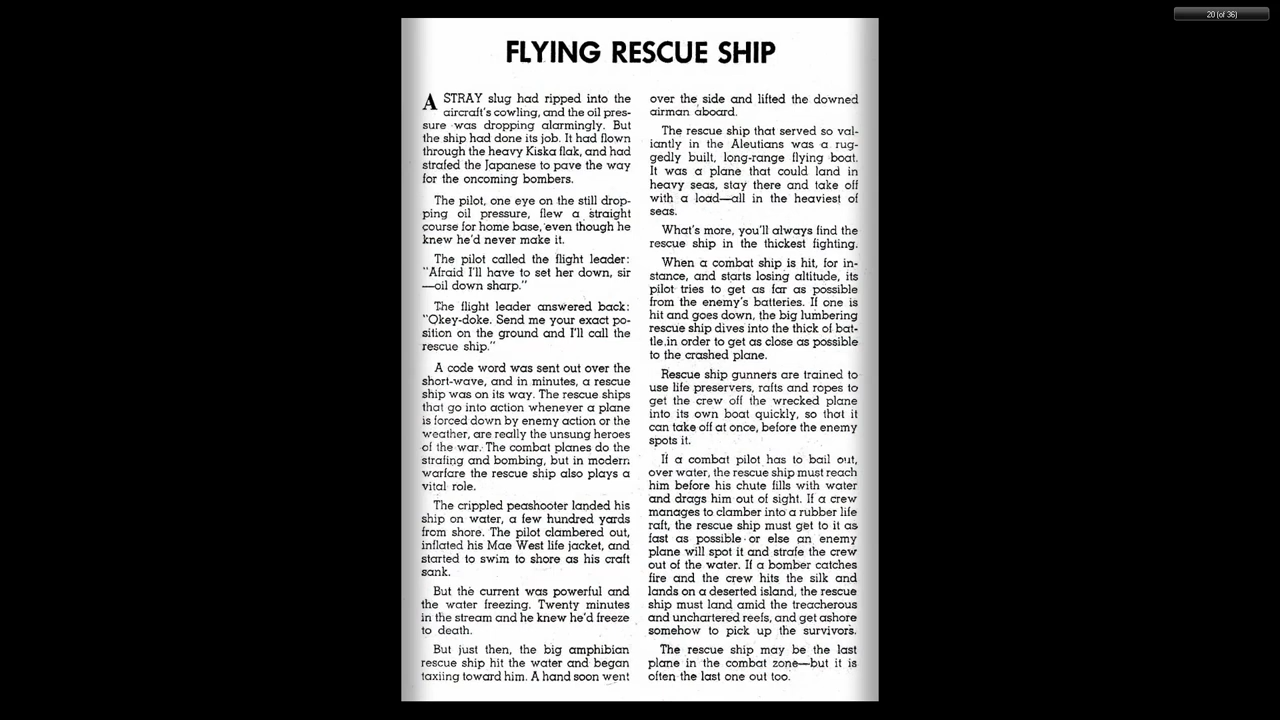 20 (of 36)
FLYING RESCUE SHIP
A STRAY slug had ripped into the
aircraft's cowling, and the oil pres-
sure was dropping alarmingly. But
the ship had done its job. It had flown
through the heavy Kiska flak, and had
strafed the Japanese to pave the way
for the oncoming bombers.
The pilot, one eye on the still drop-
ping oil pressure, flew a straight
course for home base, even though he
knew he'd never make it.
The pilot called the flight leader:
"Afraid I'll have to set her down, sir
—oil down sharp."
The flight leader answered back:
"Okey-doke. Send me your exact po-
sition on the ground and I'll call the
rescue ship."
A code word was sent out over the
short-wave, and in minutes, a rescue
ship was on its way. The rescue ships
that go into action whenever a plane
is forced down by enemy action or the
weather, are really the unsung heroes
of the war. The combat planes do the
strafing and bombing, but in modern
warfare the rescue ship also plays a
vital role.
The crippled peashooter landed his
ship on water, a few hundred yards
from shore. The pilot clambered out,
inflated his Mae West life jacket, and
started to swim to shore as his craft
sank.
But the current was powerful and
the water freezing. Twenty minutes
in the stream and he knew he'd freeze
to death.
But just then, the big amphibian
rescue ship hit the water and began
taxiing toward him. A hand soon went
over the side and lifted the downed
airman aboard.
The rescue ship that served so val-
iantly in the Aleutians was a rug-
gedly built, long-range flying boat.
It was a plane that could land in
heavy seas, stay there and take off
with a load—all in the heaviest of
seas.
What's more, you'll always find the
rescue ship in the thickest fighting.
When a combat ship is hit, for in-
stance, and starts losing altitude, its
pilot tries to get as far as possible
from the enemy's batteries. If one is
hit and goes down, the big lumbering
rescue ship dives into the thick of bat-
tle in order to get as close as possible
to the crashed plane.
Rescue ship gunners are trained to
use life preservers, rafts and ropes to
get the crew off the wrecked plane
into its own boat quickly, so that it
can take off at once, before the enemy
spots it.
If a combat pilot has to bail out,
over water, the rescue ship must reach
him before his chute fills with water
and drags him out of sight. If a crew
manages to clamber into a rubber life
raft, the rescue ship must get to it as
fast as possible or else an enemy
plane will spot it and strafe the crew
out of the water. If a bomber catches
fire and the crew hits the silk and
lands on a deserted island, the rescue
ship must land amid the treacherous
and unchartered reefs, and get ashore
somehow to pick up the survivors.
The rescue ship may be the last
plane in the combat zone—but it is
often the last one out too.